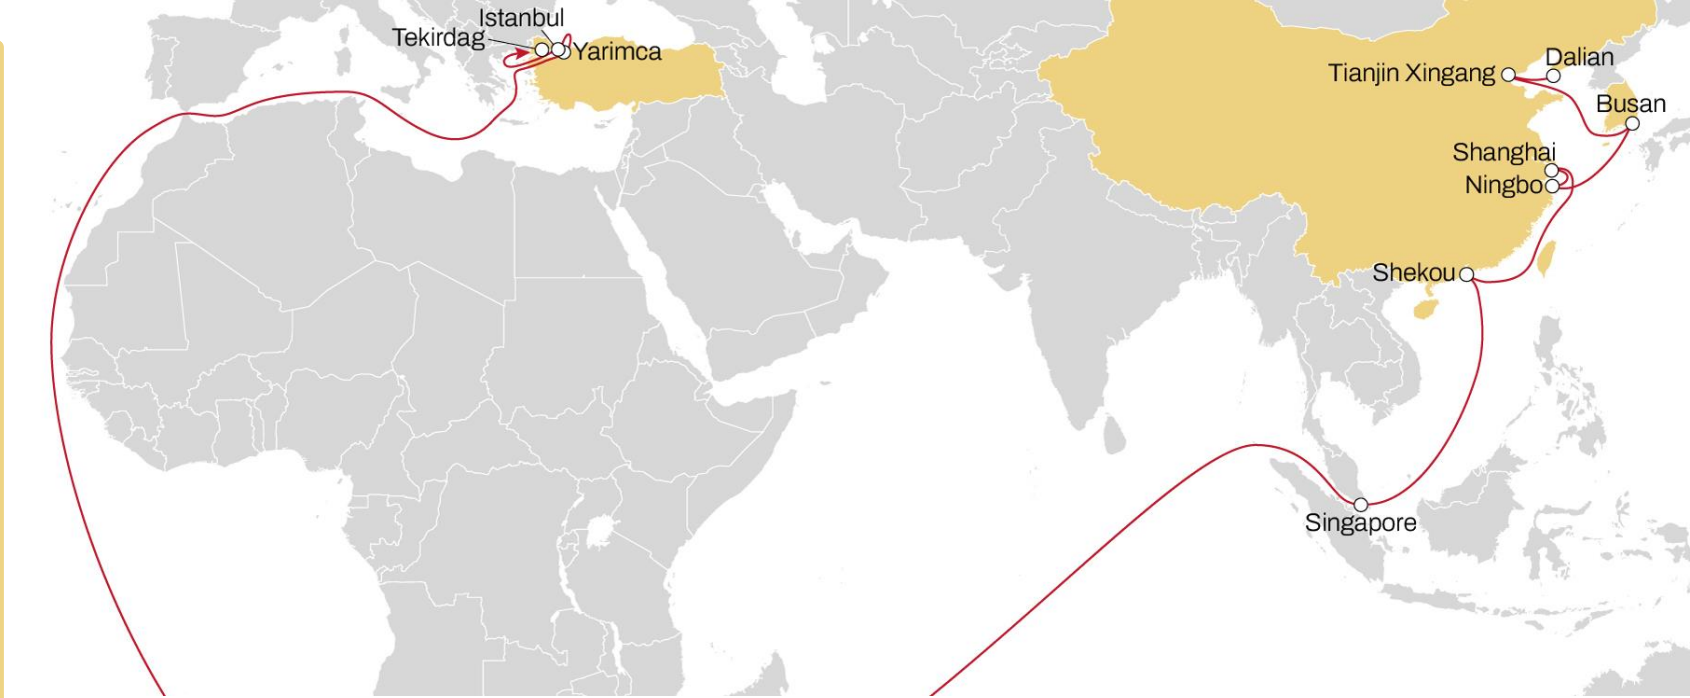 Istanbul
Tekirdag
Yarimca
Dalian
Tianjin Xingang
Busan
Shanghai
Ningbo
Shekou
Singapore